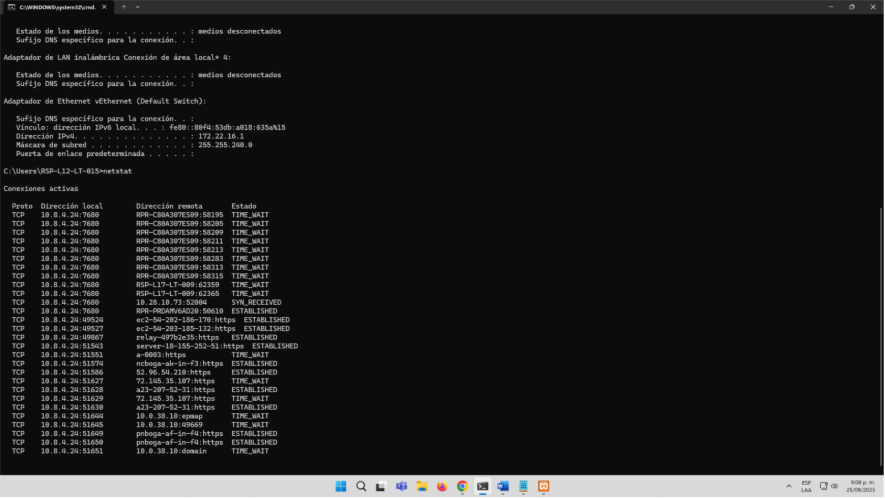 C:\WINDOWS\system32\cmd.
Estado de los medios. . . . . . . . . . . : medios desconectados
Sufijo DNS específico para la conexión. . :
Adaptador de LAN inalámbrica Conexión de área local* 4:
Estado de los medios. . . . . . . . . . . : medios desconectados
Sufijo DNS específico para la conexión. . :
Adaptador de Ethernet vEthernet (Default Switch):
Sufijo DNS específico para la conexión. . :
Vínculo: dirección IPv6 local. . . : fe80::80f4:53db:a018:635a%15
Dirección IPv4. . . . . . . . . . . . . . : 172.22.16.1
Máscara de subred . . . . . . . . . . . . : 255.255.240.0
Puerta de enlace predeterminada . . . . . :
C:\Users\RSP-L12-LT-015>netstat
Conexiones activas
Proto Dirección local Dirección remota Estado
TCP 10.8.4.24:7680 RPR-C80A307ES09:58195 TIME_WAIT
TCP 10.8.4.24:7680 RPR-C80A307ES09:58205 TIME_WAIT
TCP 10.8.4.24:7680 RPR-C80A307ES09:58209 TIME_WAIT
TCP 10.8.4.24:7680 RPR-C80A307ES09:58211 TIME_WAIT
TCP 10.8.4.24:7680 RPR-C80A307ES09:58213 TIME_WAIT
TCP 10.8.4.24:7680 RPR-C80A307ES09:58283 TIME_WAIT
TCP 10.8.4.24:7680 RPR-C80A307ES09:58313 TIME_WAIT
TCP 10.8.4.24:7680 RPR-C80A307ES09:58315 TIME_WAIT
TCP 10.8.4.24:7680 RSP-L17-LT-009:62359 TIME_WAIT
TCP 10.8.4.24:7680 RSP-L17-LT-009:62365 TIME_WAIT
TCP 10.8.4.24:7680 10.28.10.73:52004 SYN_RECEIVED
TCP 10.8.4.24:7680 RPR-PRDAMV6AD20:50610 ESTABLISHED
TCP 10.8.4.24:49524 ec2-54-202-186-170:https ESTABLISHED
TCP 10.8.4.24:49527 ec2-54-203-185-132:https ESTABLISHED
TCP 10.8.4.24:49867 relay-497b2e35:https ESTABLISHED
TCP 10.8.4.24:51543 server-18-155-252-51:https ESTABLISHED
TCP 10.8.4.24:51551 a-0003:https TIME_WAIT
TCP 10.8.4.24:51574 ncboga-ak-in-f3:https ESTABLISHED
TCP 10.8.4.24:51586 52.96.54.210:https ESTABLISHED
TCP 10.8.4.24:51627 72.145.35.107:https TIME_WAIT
TCP 10.8.4.24:51628 a23-207-52-31:https ESTABLISHED
TCP 10.8.4.24:51629 72.145.35.107:https TIME_WAIT
TCP 10.8.4.24:51630 a23-207-52-31:https ESTABLISHED
TCP 10.8.4.24:51644 10.0.38.10:epmap TIME_WAIT
TCP 10.8.4.24:51645 10.0.38.10:49669 TIME_WAIT
TCP 10.8.4.24:51649 pnboga-af-in-f4:https ESTABLISHED
TCP 10.8.4.24:51650 pnboga-af-in-f4:https ESTABLISHED
TCP 10.8.4.24:51651 10.0.38.10:domain TIME_WAIT
ESP
LAA
9:08 p. m.
25/08/2023